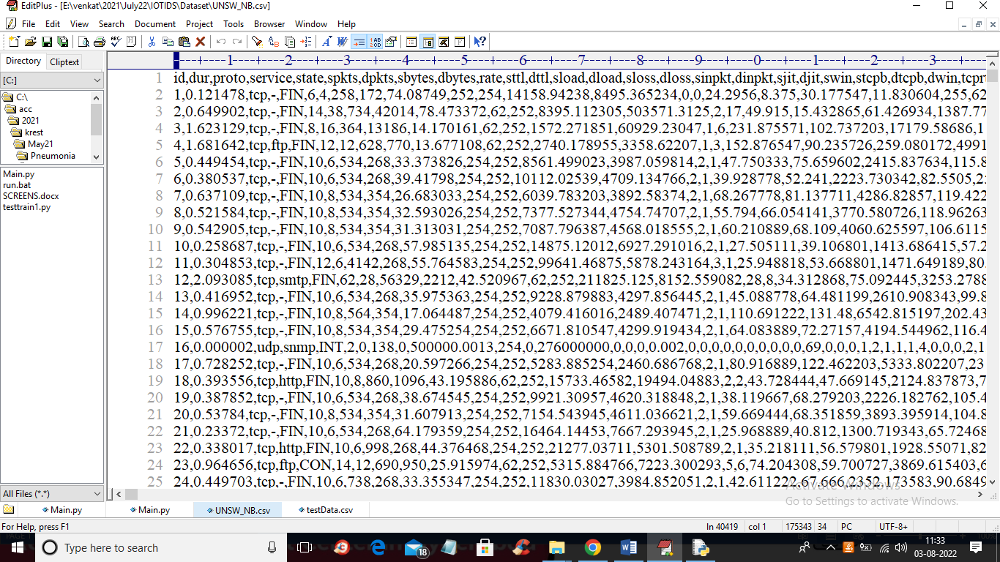 EditPlus - [E:\venkat\2021\July22\IOTIDS\Dataset\UNSW_NB.csv]
File Edit View Search Document Project Tools Browser Window Help
Directory Cliptext
[C:]
C:\
acc
2021
krest
May21
Pneumonia
Main.py
run.bat
SCREENS.docx
testtrain1.py
All Files (*.*)
----+----1----+----2----+----3----+----4----+----5----+----6----+----7----+----8----+----9----+----0----+----1----+----2----+----3----
1 id,dur,proto,service,state,spkts,dpkts,sbytes,dbytes,rate,sttl,dttl,sload,dload,sloss,dloss,sinpkt,dinpkt,sjit,djit,swin,stcpb,dtcpb,dwin,tcprt
2 1,0.121478,tcp,-,FIN,6,4,258,172,74.08749,252,254,14158.94238,8495.365234,0,0,24.2956,8.375,30.177547,11.830604,255,62
3 2,0.649902,tcp,-,FIN,14,38,734,42014,78.473372,62,252,8395.112305,503571.3125,2,17,49.915,15.432865,61.426934,1387.77
4 3,1.623129,tcp,-,FIN,8,16,364,13186,14.170161,62,252,1572.271851,60929.23047,1,6,231.875571,102.737203,17179.58686,1
5 4,1.681642,tcp,ftp,FIN,12,12,628,770,13.677108,62,252,2740.178955,3358.62207,1,3,152.876547,90.235726,259.080172,4991
6 5,0.449454,tcp,-,FIN,10,6,534,268,33.373826,254,252,8561.499023,3987.059814,2,1,47.750333,75.659602,2415.837634,115.8
7 6,0.380537,tcp,-,FIN,10,6,534,268,39.41798,254,252,10112.02539,4709.134766,2,1,39.928778,52.241,2223.730342,82.5505,2
8 7,0.637109,tcp,-,FIN,10,8,534,354,26.683033,254,252,6039.783203,3892.58374,2,1,68.267778,81.137711,4286.82857,119.422
9 8,0.521584,tcp,-,FIN,10,8,534,354,32.593026,254,252,7377.527344,4754.74707,2,1,55.794,66.054141,3770.580726,118.96263
10 9,0.542905,tcp,-,FIN,10,8,534,354,31.313031,254,252,7087.796387,4568.018555,2,1,60.210889,68.109,4060.625597,106.6115
11 10,0.258687,tcp,-,FIN,10,6,534,268,57.985135,254,252,14875.12012,6927.291016,2,1,27.505111,39.106801,1413.686415,57.2
12 11,0.304853,tcp,-,FIN,12,6,4142,268,55.764583,254,252,99641.46875,5878.243164,3,1,25.948818,53.668801,1471.649189,80.
13 12,2.093085,tcp,smtp,FIN,62,28,56329,2212,42.520967,62,252,211825.125,8152.559082,28,8,34.312868,75.092445,3253.2788
14 13,0.416952,tcp,-,FIN,10,6,534,268,35.975363,254,252,9228.879883,4297.856445,2,1,45.088778,64.481199,2610.908343,99.8
15 14,0.996221,tcp,-,FIN,10,8,564,354,17.064487,254,252,4079.416016,2489.407471,2,1,110.691222,131.48,6542.815197,202.43
16 15,0.576755,tcp,-,FIN,10,8,534,354,29.475254,254,252,6671.810547,4299.919434,2,1,64.083889,72.27157,4194.544962,116.4
17 16,0.000002,udp,snmp,INT,2,0,138,0,500000.0013,254,0,276000000,0,0,0,0.002,0,0,0,0,0,0,0,0,0,0,69,0,0,0,1,2,1,1,1,4,0,0,0,2,1
18 17,0.728252,tcp,-,FIN,10,6,534,268,20.597266,254,252,5283.885254,2460.686768,2,1,80.916889,122.462203,5333.802207,23
19 18,0.393556,tcp,http,FIN,10,8,860,1096,43.195886,62,252,15733.46582,19494.04883,2,2,43.728444,47.669145,2124.837873,7
20 19,0.387852,tcp,-,FIN,10,6,534,268,38.674545,254,252,9921.30957,4620.318848,2,1,38.119667,68.279203,2226.182762,105.4
21 20,0.53784,tcp,-,FIN,10,8,534,354,31.607913,254,252,7154.543945,4611.036621,2,1,59.669444,68.351859,3893.395914,104.8
22 21,0.23372,tcp,-,FIN,10,6,534,268,64.179359,254,252,16464.14453,7667.293945,2,1,25.968889,40.812,1300.719343,65.72468
23 22,0.338017,tcp,http,FIN,10,6,998,268,44.376468,254,252,21277.03711,5301.508789,2,1,35.218111,56.579801,1928.55071,82
24 23,0.964656,tcp,ftp,CON,14,12,690,950,25.915974,62,252,5315.884766,7223.300293,5,6,74.204308,59.700727,3869.615403,6
25 24,0.449703,tcp,-,FIN,10,6,738,268,33.355347,254,252,11830.03027,3984.852051,2,1,42.611222,67.666,2352.173583,90.6849
Activate Windows
Go to Settings to activate Windows.
Main.py Main.py UNSW_NB.csv testData.csv
For Help, press F1 ln 40419 col 1 175343 34 PC UTF-8+
Type here to search
18
11:33
03-08-2022